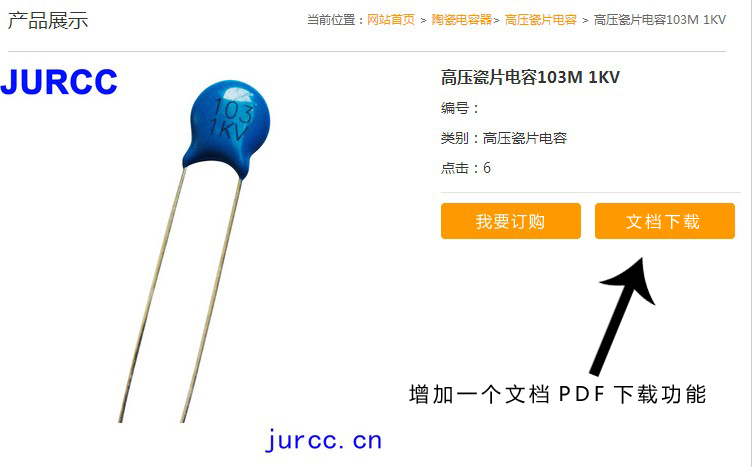 产品展示
当前位置：网站首页 > 陶瓷电容器> 高压瓷片电容 > 高压瓷片电容103M 1KV
JURCC
103
1KV
高压瓷片电容103M 1KV
编号：
类别：高压瓷片电容
点击：6
我要订购
文档下载
增加一个文档PDF下载功能
jurcc.cn